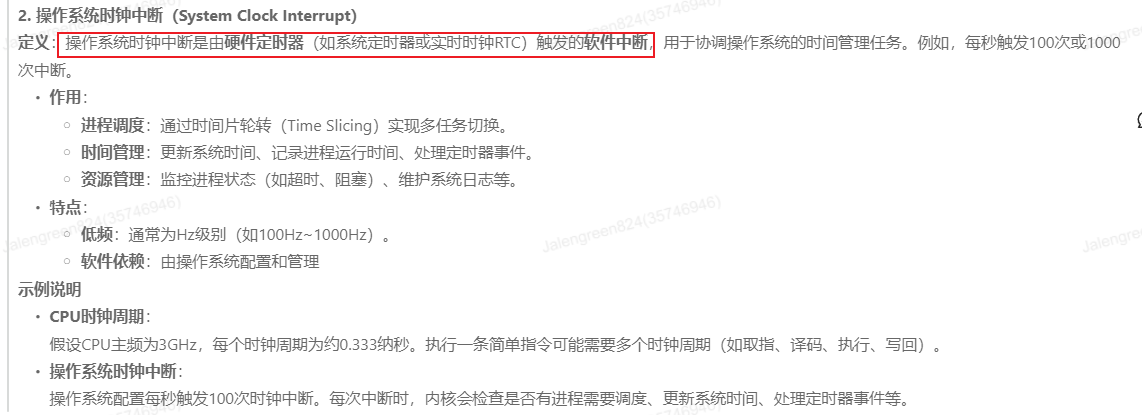 2. 操作系统时钟中断（System Clock Interrupt)
定义：操作系统时钟中断是由硬件定时器（如系统定时器或实时时钟RTC）触发的软件中断，用于协调操作系统的时间管理任务。例如，每秒触发100次或1000
次中断。
• 作用：
○ 进程调度：通过时间片轮转（Time Slicing）实现多任务切换。
○ 时间管理：更新系统时间、记录进程运行时间、处理定时器事件。
○ 资源管理：监控进程状态（如超时、阻塞）、维护系统日志等。
• 特点：
○ 低频：通常为Hz级别（如100Hz~1000Hz）。
○ 软件依赖：由操作系统配置和管理
示例说明
• CPU时钟周期：
假设CPU主频为3GHz，每个时钟周期为约0.333纳秒。执行一条简单指令可能需要多个时钟周期（如取指、译码、执行、写回）。
• 操作系统时钟中断：
操作系统配置每秒触发100次时钟中断。每次中断时，内核会检查是否有进程需要调度、更新系统时间、处理定时器事件等。
Jalengreen824(35746946)
Jalengreen824(35746946)